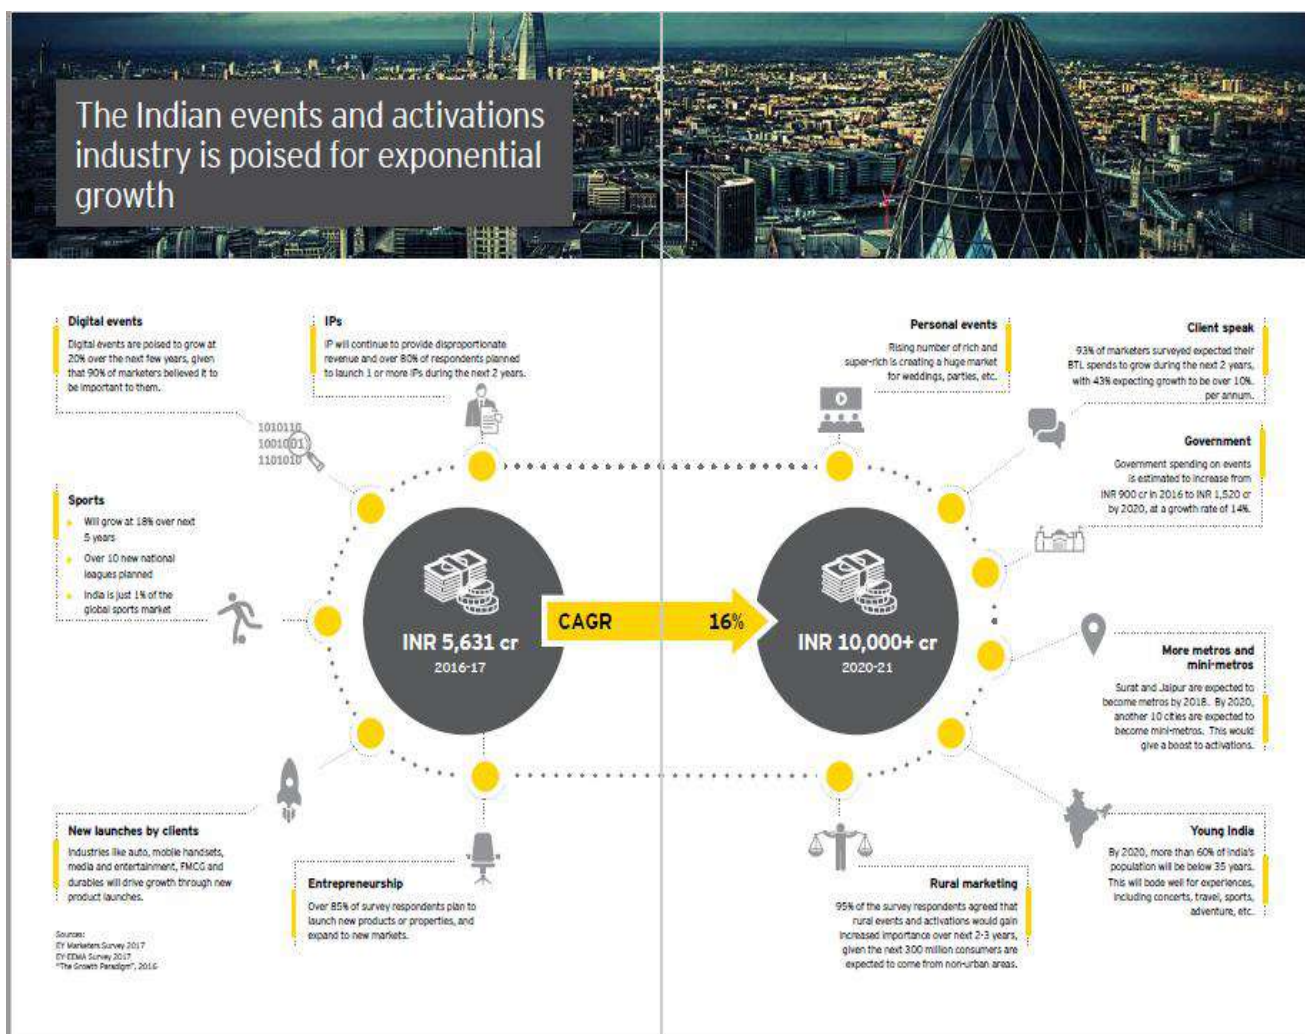 The Indian events and activations
industry is poised for exponential
growth
Digital events
Digital events are poised to grow at
20% over the next few years, given
that 90% of marketers believed it to
be important to them.
IPs
IP will continue to provide disproportionate
revenue and over 80% of respondents planned
to launch 1 or more IPs during the next 2 years.
1010110
1001001
1101010
Sports
Will grow at 18% over next
5 years
Over 10 new national
leagues planned
India is just 1% of the
global sports market
New launches by clients
Industries like auto, mobile handsets,
media and entertainment, FMCG and
durables will drive growth through new
product launches.
Entrepreneurship
Over 85% of survey respondents plan to
launch new products or properties, and
expand to new markets.
Sources:
EY Marketers Survey 2017
EY-EEMA Survey 2017
"The Growth Paradigm", 2016
INR 5,631 cr
2016-17
CAGR 16%
INR 10,000+ cr
2020-21
Personal events
Rising number of rich and
super-rich is creating a huge market
for weddings, parties, etc.
Client speak
93% of marketers surveyed expected their
BTL spends to grow during the next 2 years,
with 43% expecting growth to be over 10%
per annum.
Government
Government spending on events
is estimated to increase from
INR 900 cr in 2016 to INR 1,520 cr
by 2020, at a growth rate of 14%.
More metros and
mini-metros
Surat and Jaipur are expected to
become metros by 2018. By 2020,
another 10 cities are expected to
become mini-metros. This would
give a boost to activations.
Young India
By 2020, more than 60% of India's
population will be below 35 years.
This will bode well for experiences,
including concerts, travel, sports,
adventure, etc.
Rural marketing
95% of the survey respondents agreed that
rural events and activations would gain
increased importance over next 2-3 years,
given the next 300 million consumers are
expected to come from non-urban areas.